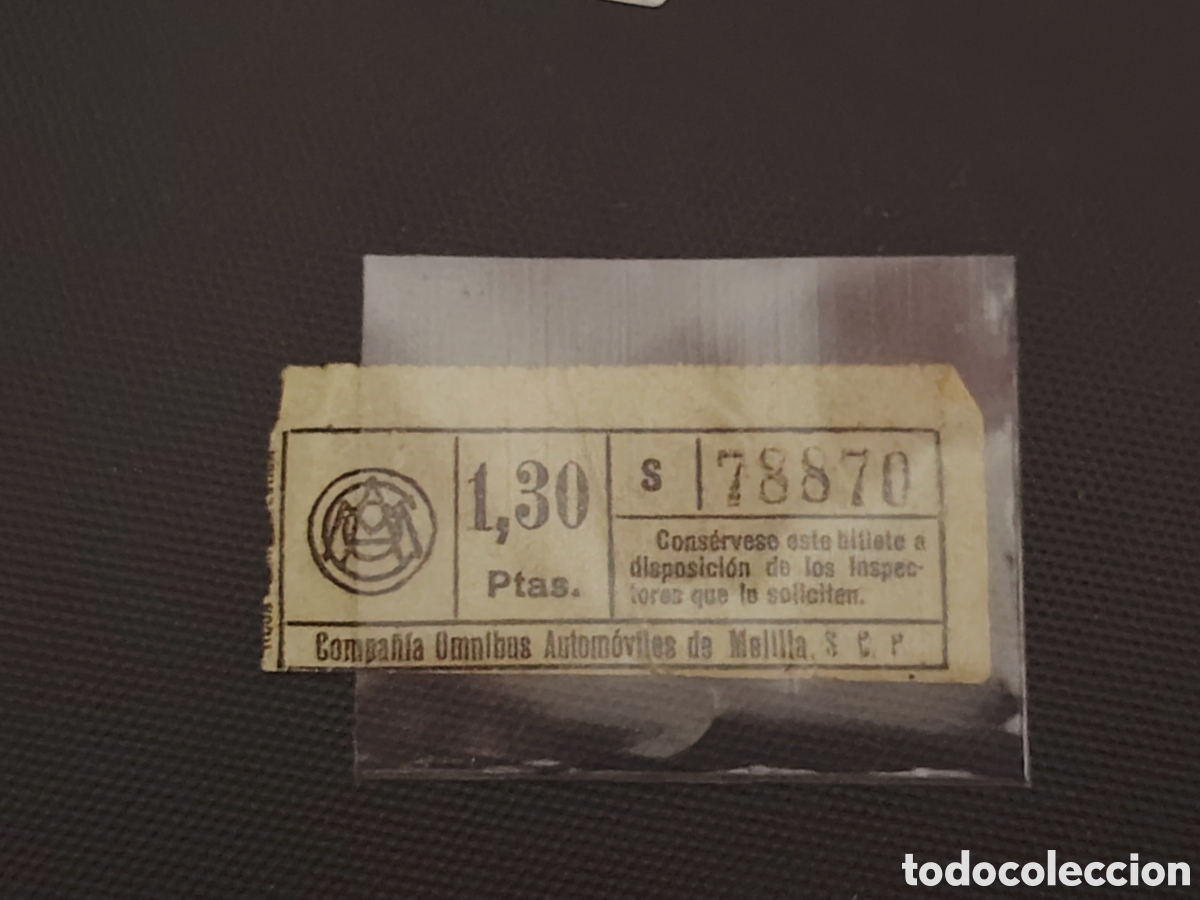 1,30
Ptas.
S 78870
Consérvese este billete a
disposición de los Inspec-
tores que lo soliciten.
Compañía Omnibus Automóviles de Melilla, S. C. P.
todocoleccion